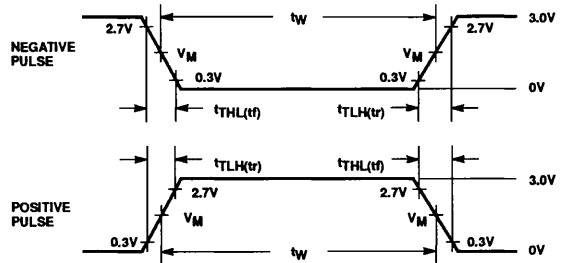 tW
3.0V
2.7V
2.7V
NEGATIVE
PULSE
VM
VM
0.3V
0.3V
0V
tTHL(tf)
tTLH(tr)
tTLH(tr)
tTHL(tf)
3.0V
2.7V
2.7V
POSITIVE
PULSE
VM
VM
0.3V
0.3V
tW
0V